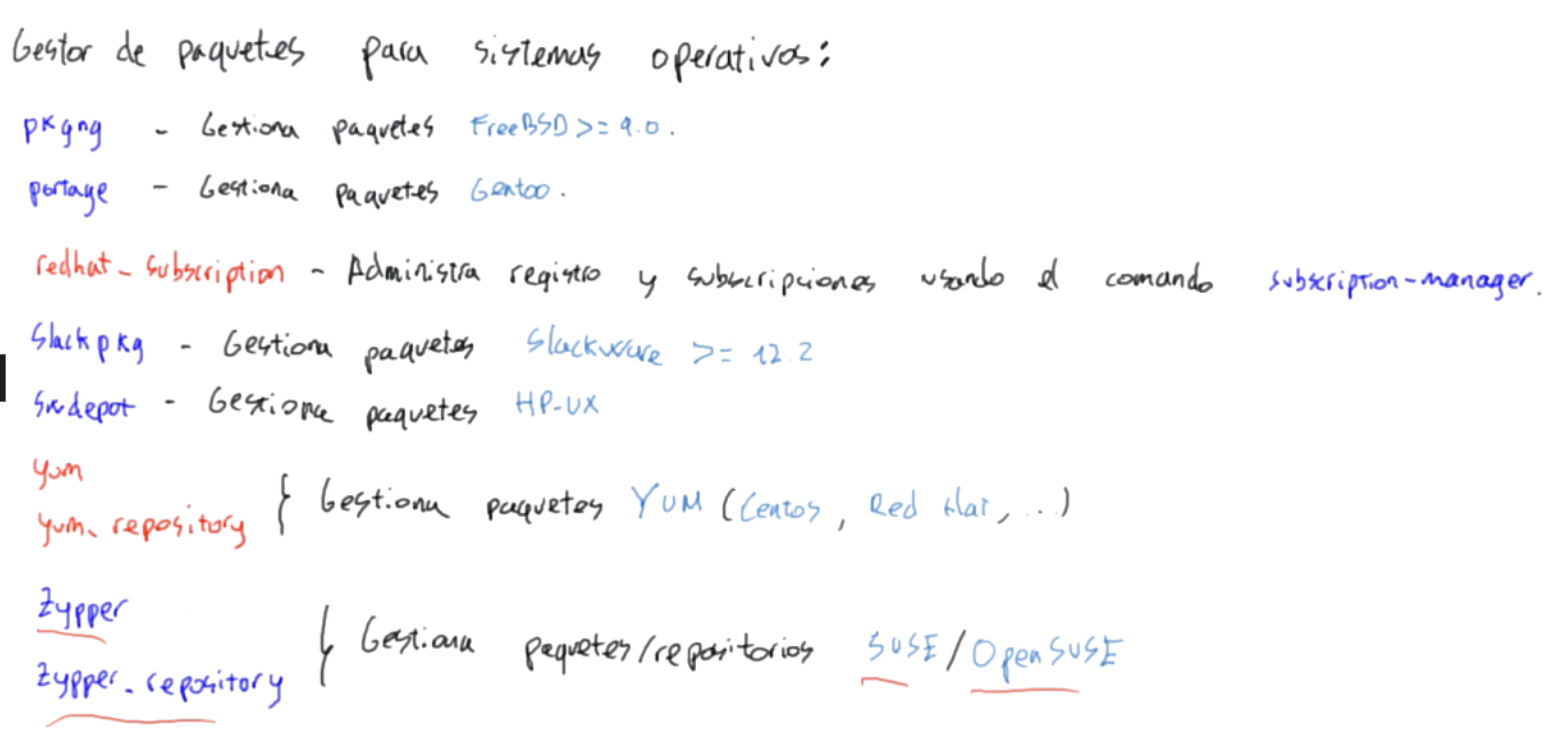 Gestor de paquetes para sistemas operativos:
pkgng - Gestiona paquetes FreeBSD >= 9.0.
portage - Gestiona paquetes Gentoo.
redhat_subscription - Administra registro y subscripciones usando el comando subscription-manager.
Slackpkg - Gestiona paquetes Slackware >= 12.2
Swdepot - Gestiona paquetes HP-UX
yum
yum_repository } Gestiona paquetes YUM (Centos, Red Hat, ...)
Zypper
Zypper_repository } Gestiona paquetes/repositorios SUSE/OpenSUSE